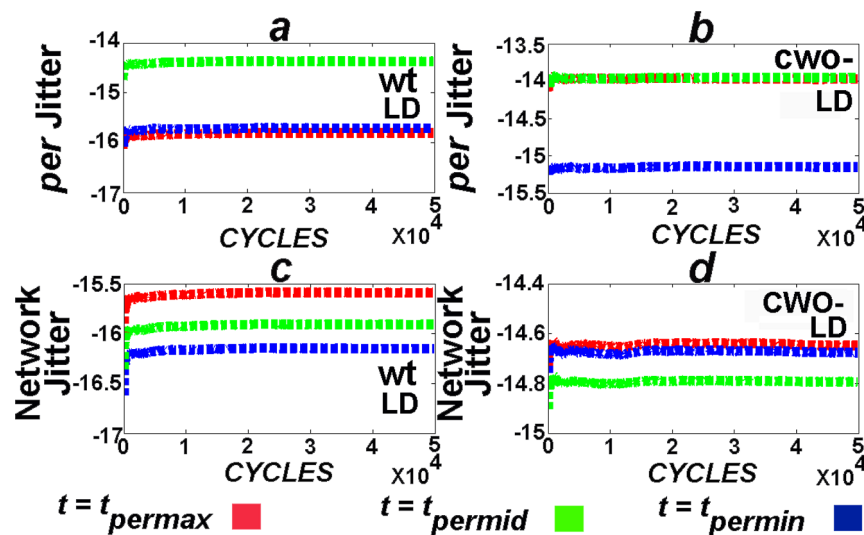 a
per Jitter
-14
-15
-16
-17
wt
LD
0 1 2 3 4 5
CYCLES
X10^4
b
per Jitter
-13.5
-14
-14.5
-15
-15.5
cwo-
LD
0 1 2 3 4 5
CYCLES
X10^4
c
Network
Jitter
-15.5
-16
-16.5
-17
wt
LD
0 1 2 3 4 5
CYCLES
X10^4
d
Network
Jitter
-14.4
-14.6
-14.8
-15
CWO-
LD
0 1 2 3 4 5
CYCLES
X10^4
t = t_permax
t = t_permid
t = t_permin